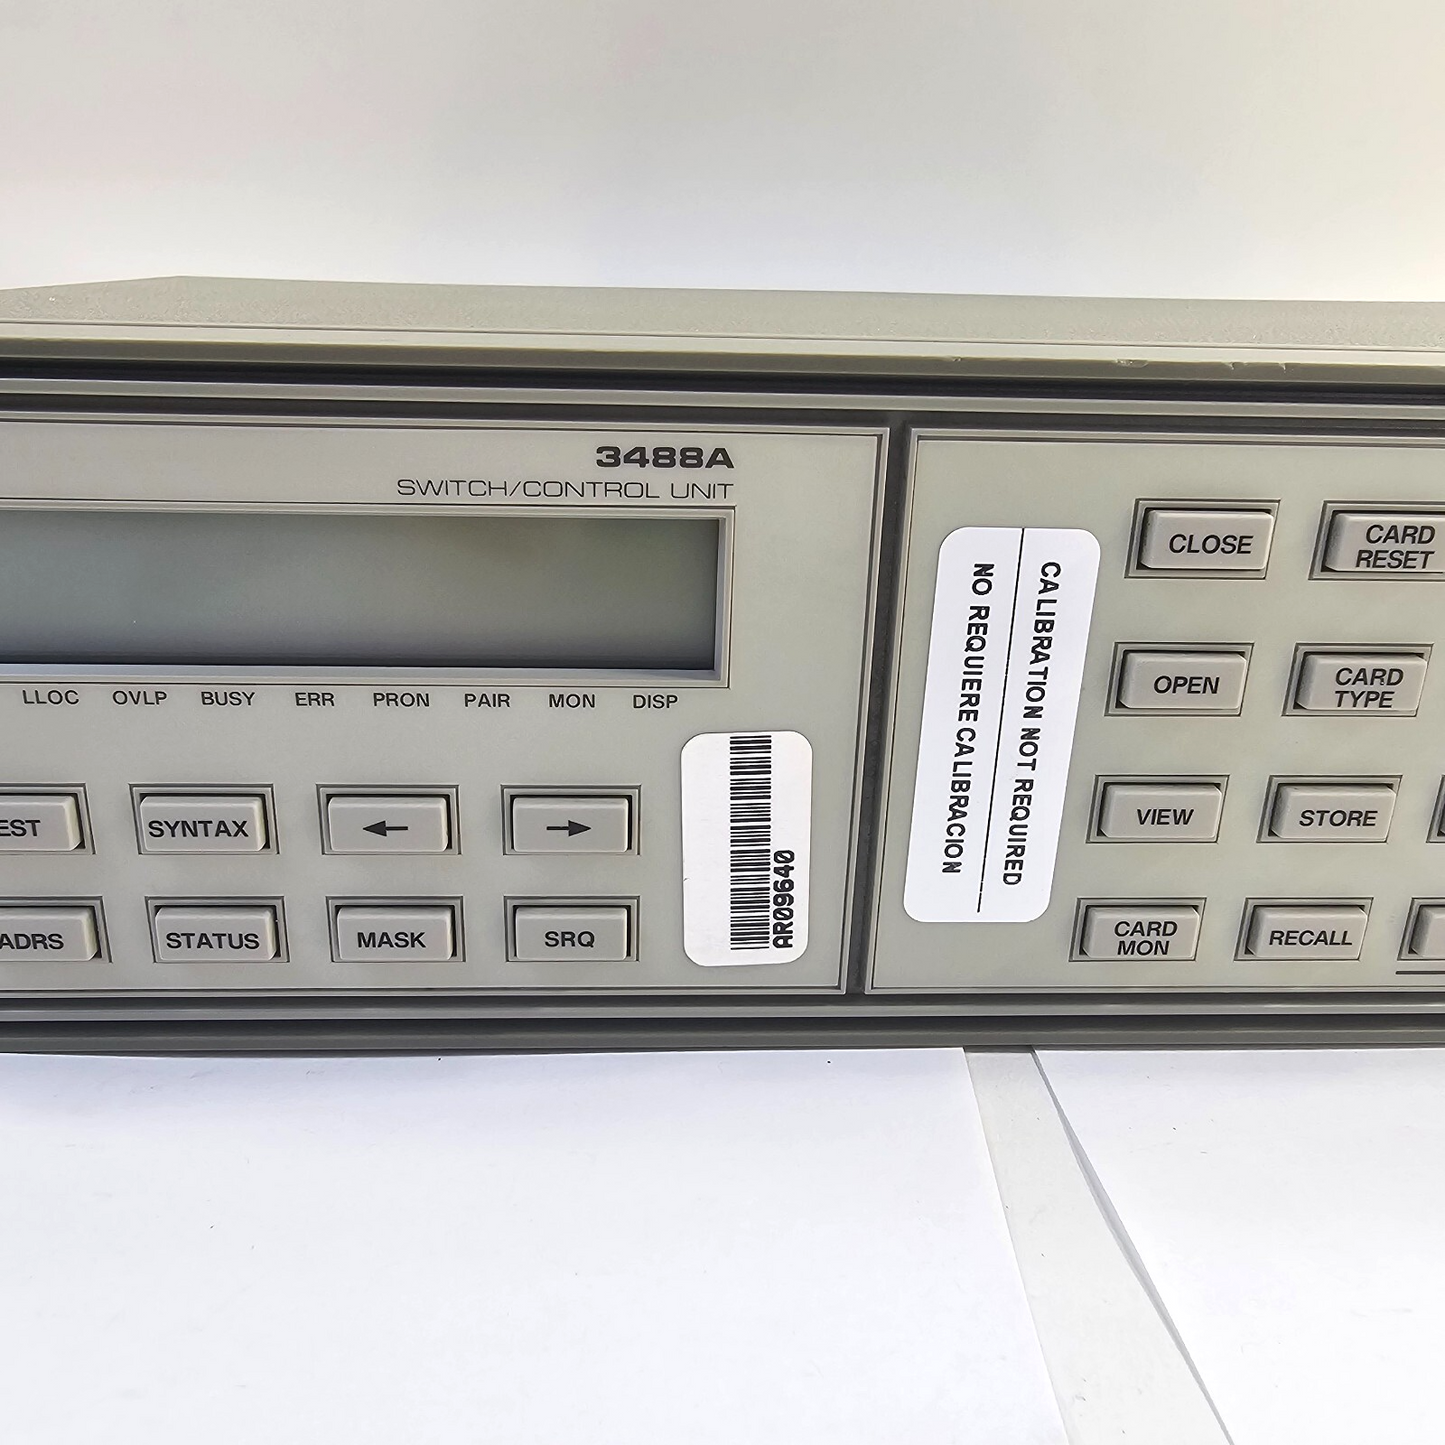 3488A
SWITCH/CONTROL UNIT
LLOC OVLP BUSY ERR PRON PAIR MON DISP
EST SYNTAX ← →
ADRS STATUS MASK SRQ
AR09640
CALIBRATION NOT REQUIRED
NO REQUIERE CALIBRACION
CLOSE
CARD
RESET
OPEN
CARD
TYPE
VIEW
STORE
CARD
MON
RECALL